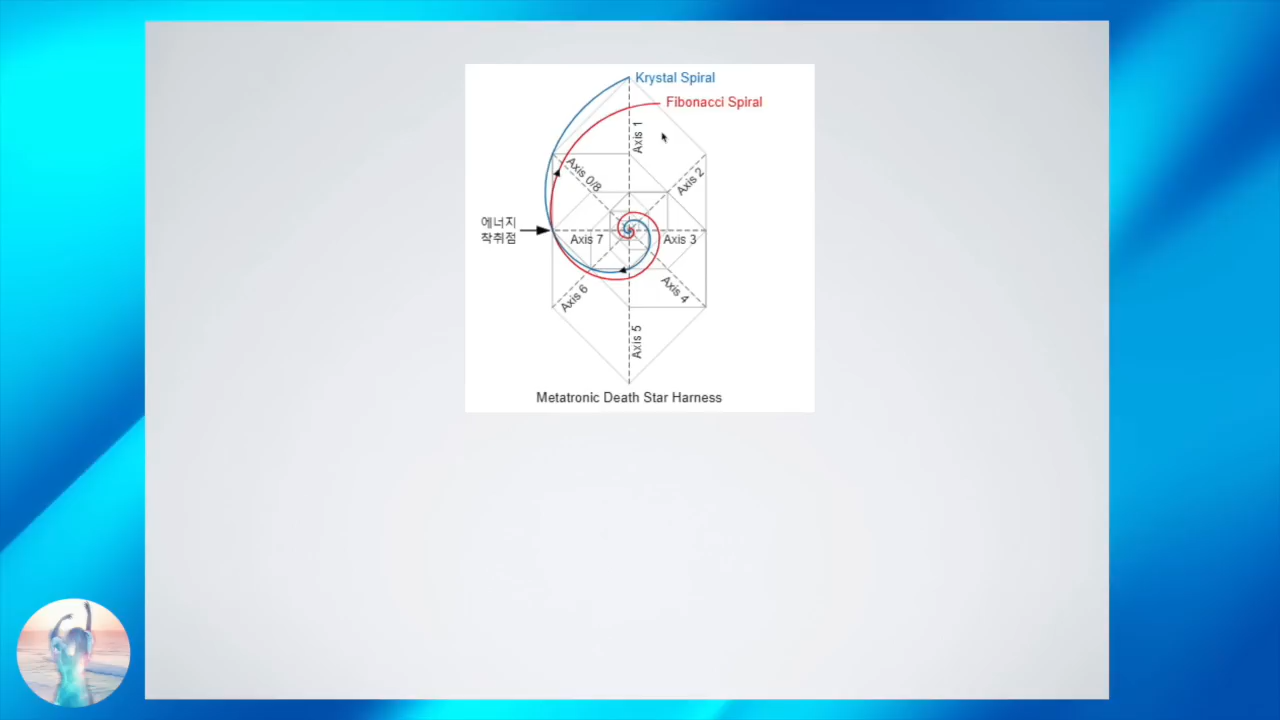 Krystal Spiral
Fibonacci Spiral
Axis 1
Axis 0/8
Axis 2
에너지
착취점
Axis 7
Axis 3
Axis 6
Axis 4
Axis 5
Metatronic Death Star Harness